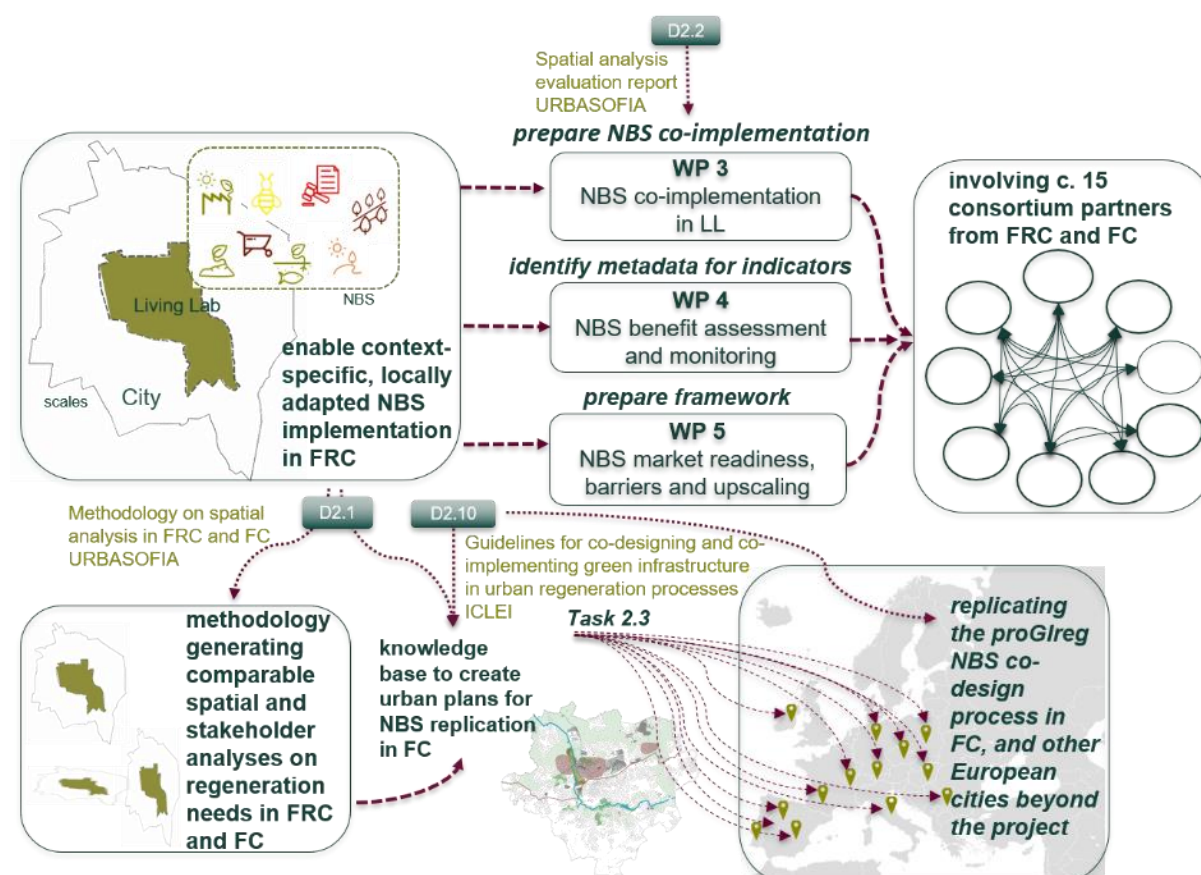 D2.2
Spatial analysis
evaluation report
URBASOFIA
prepare NBS co-implementation
WP 3
NBS co-implementation
in LL
identify metadata for indicators
WP 4
NBS benefit assessment
and monitoring
prepare framework
WP 5
NBS market readiness,
barriers and upscaling
involving c. 15
consortium partners
from FRC and FC
NBS
Living Lab
City
scales
enable context-
specific, locally
adapted NBS
implementation
in FRC
Methodology on spatial
analysis in FRC and FC
URBASOFIA
D2.1
D2.10
Guidelines for co-designing and co-
implementing green infrastructure
in urban regeneration processes
ICLEI
methodology
generating
comparable
spatial and
stakeholder
analyses on
regeneration
needs in FRC
and FC
knowledge
base to create
urban plans for
NBS replication
in FC
Task 2.3
replicating
the proGIreg
NBS co-
design
process in
FC, and other
European
cities beyond
the project